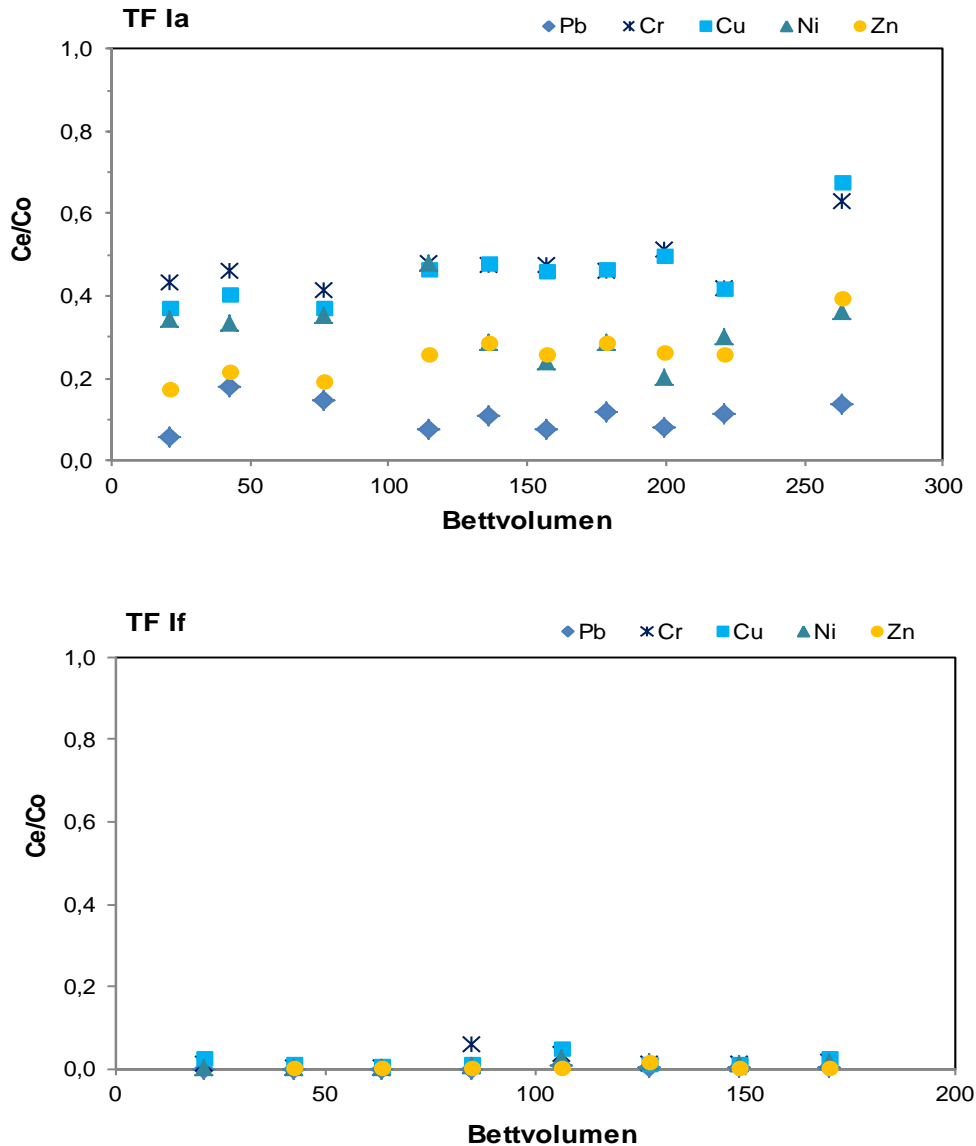 TF Ia
Pb Cr Cu Ni Zn
1,0
0,8
0,6
0,4
0,2
0,0
Ce/Co
0 50 100 150 200 250 300
Bettvolumen
TF If
Pb Cr Cu Ni Zn
1,0
0,8
0,6
0,4
0,2
0,0
Ce/Co
0 50 100 150 200
Bettvolumen